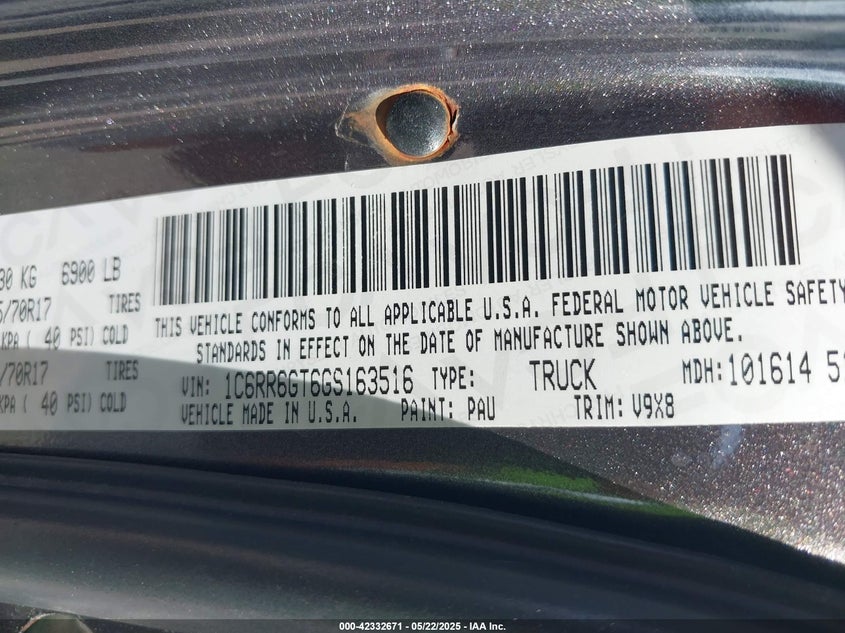 30 KG 6900 LB
/70R17 TIRES
KPA ( 40 PSI) COLD
/70R17 TIRES
KPA ( 40 PSI) COLD
THIS VEHICLE CONFORMS TO ALL APPLICABLE U.S.A. FEDERAL MOTOR VEHICLE SAFETY
STANDARDS IN EFFECT ON THE DATE OF MANUFACTURE SHOWN ABOVE.
VIN: 1C6RR6GT6GS163516 TYPE: TRUCK MDH: 101614 51
VEHICLE MADE IN U.S.A. PAINT: PAU TRIM: V9X8
000-42332671 - 05/22/2025 - IAA Inc.